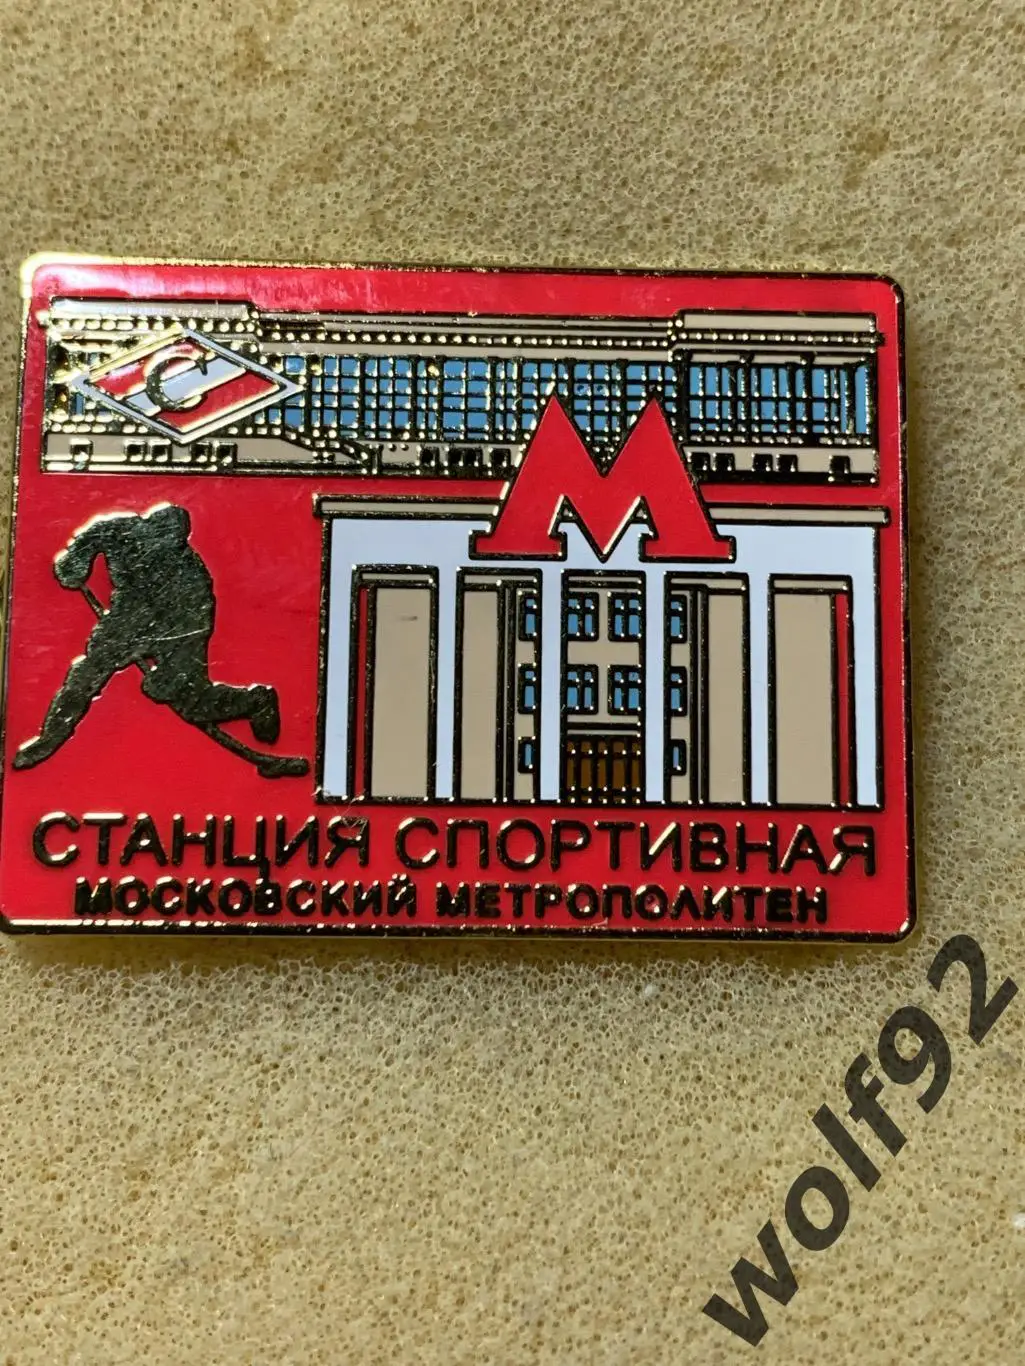 С
М
СТАНЦИЯ СПОРТИВНАЯ
МОСКОВСКИЙ МЕТРОПОЛИТЕН
wolf92